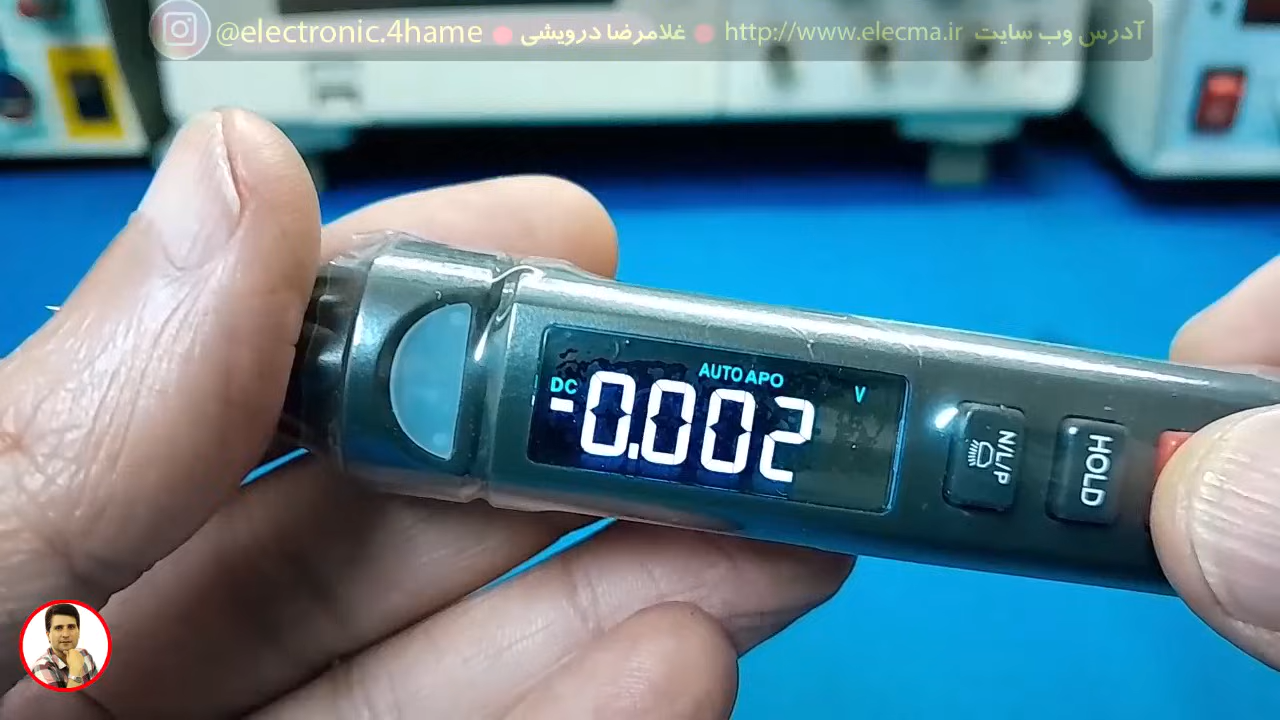 @electronic.4hame ● غلامرضا درویشی ● http://www.elecma.ir آدرس وب سایت
AUTO APO
DC
V
-0.002
N/L/P
HOLD